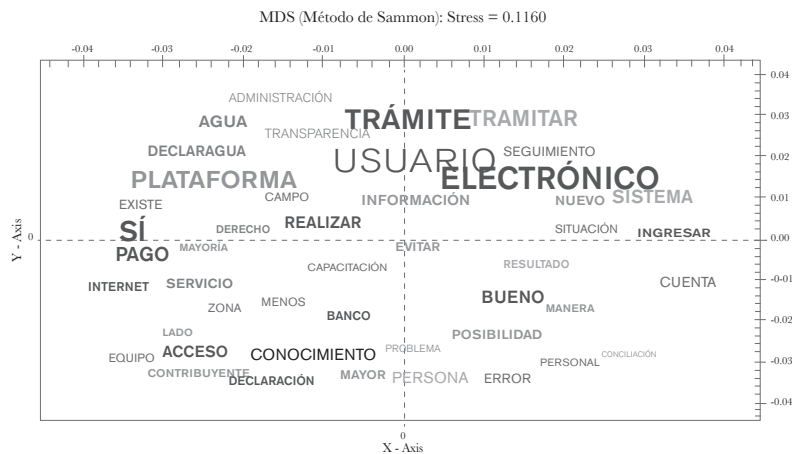 MDS (Método de Sammon): Stress = 0.1160
-0.04 -0.03 -0.02 -0.01 0.00 0.01 0.02 0.03 0.04
0.04
ADMINISTRACIÓN
0.03
AGUA TRÁMITE TRAMITAR
TRANSPARENCIA
DECLARAGUA USUARIO SEGUIMIENTO
0.02
PLATAFORMA ELECTRÓNICO
0.01
EXISTE CAMPO INFORMACIÓN NUEVO SISTEMA
SÍ DERECHO REALIZAR SITUACIÓN INGRESAR
Y - Axis
0 0.00
PAGO MAYORÍA EVITAR
CAPACITACIÓN RESULTADO
-0.01
INTERNET SERVICIO CUENTA
ZONA MENOS BUENO MANERA
BANCO
-0.02
LADO POSIBILIDAD
EQUIPO ACCESO CONOCIMIENTO PROBLEMA CONCILIACIÓN
PERSONAL
-0.03
CONTRIBUYENTE DECLARACIÓN MAYOR PERSONA ERROR
-0.04
0
X - Axis